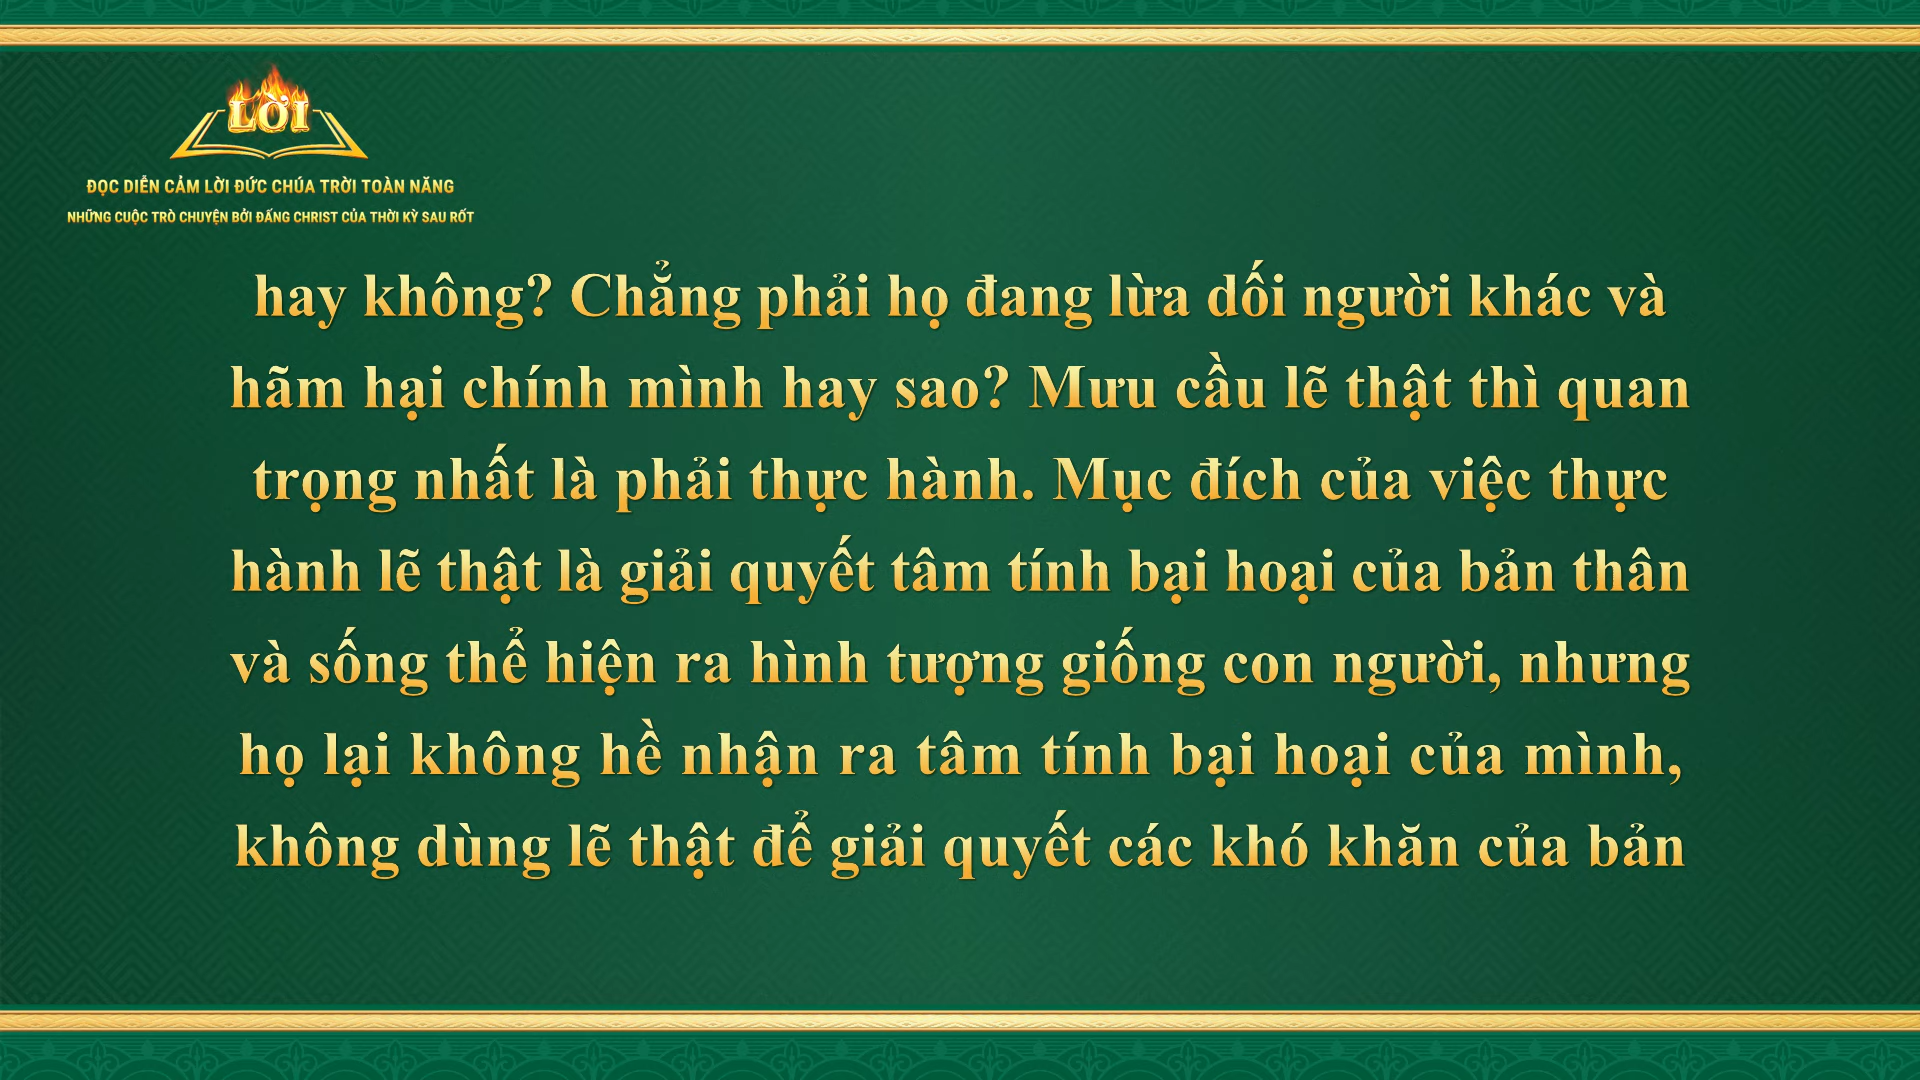 LỜI
ĐỌC DIỄN CẢM LỜI ĐỨC CHÚA TRỜI TOÀN NĂNG
NHỮNG CUỘC TRÒ CHUYỆN BỞI ĐẤNG CHRIST CỦA THỜI KỲ SAU RỐT
hay không? Chẳng phải họ đang lừa dối người khác và
hãm hại chính mình hay sao? Mưu cầu lẽ thật thì quan
trọng nhất là phải thực hành. Mục đích của việc thực
hành lẽ thật là giải quyết tâm tính bại hoại của bản thân
và sống thể hiện ra hình tượng giống con người, nhưng
họ lại không hề nhận ra tâm tính bại hoại của mình,
không dùng lẽ thật để giải quyết các khó khăn của bản